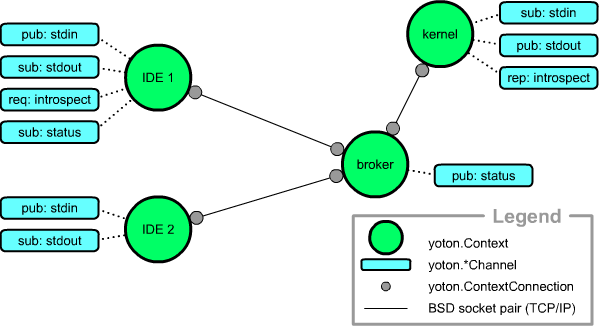 pub: stdin
sub: stdout
req: introspect
sub: status
IDE 1
kernel
sub: stdin
pub: stdout
rep: introspect
broker
pub: status
pub: stdin
sub: stdout
IDE 2
Legend
yoton.Context
yoton.*Channel
yoton.ContextConnection
BSD socket pair (TCP/IP)